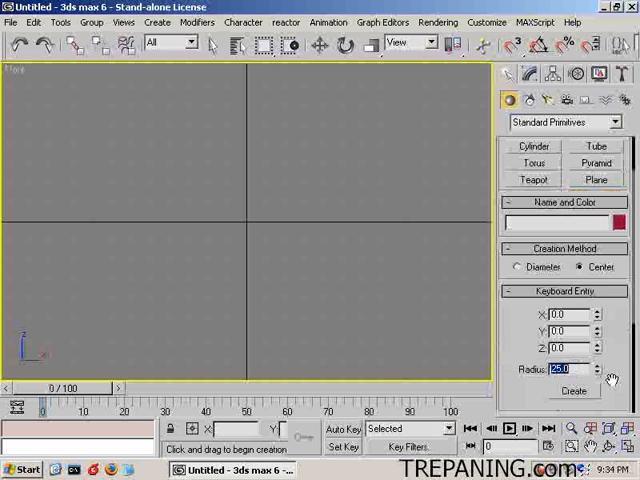 Untitled - 3ds max 6 - Stand-alone License
File Edit Tools Group Views Create Modifiers Character reactor Animation Graph Editors Rendering Customize MAXScript Help
All View
Front
Standard Primitives
Cylinder Tube
Torus Pyramid
Teapot Plane
- Name and Color
- Creation Method
Diameter Center
- Keyboard Entry
X: 0.0
Y: 0.0
Z: 0.0
Radius: 25.0
Create
z
x
< 0 / 100 >
0 10 20 30 40 50 60 70 80 90 100
X: Y: Auto Key Selected
Click and drag to begin creation Set Key Key Filters... 0
TREPANING.com
Start Untitled - 3ds max 6 -... 9:34 PM